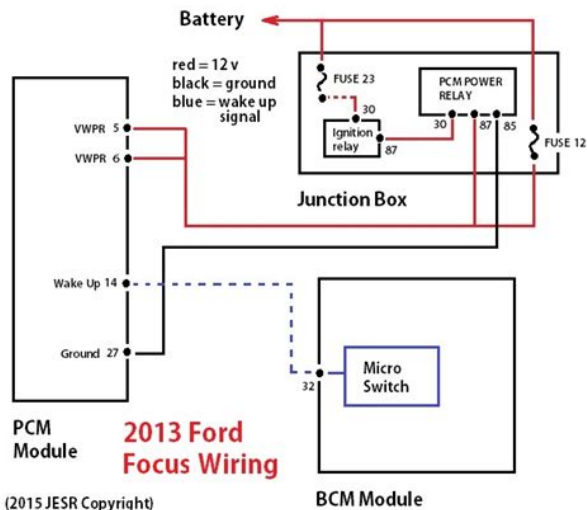 Battery
red = 12 v
black = ground
blue = wake up
signal
FUSE 23
30
Ignition
relay
87
PCM POWER
RELAY
30
87
85
FUSE 12
Junction Box
VWPR 5
VWPR 6
Wake Up 14
Ground 27
PCM
Module
2013 Ford
Focus Wiring
32
Micro
Switch
BCM Module
(2015 JESR Copyright)